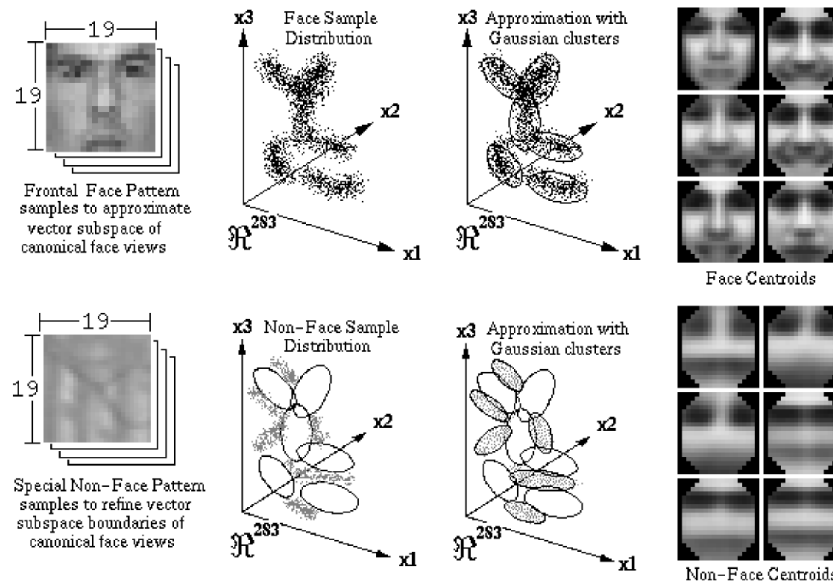 19
19
Frontal Face Pattern
samples to approximate
vector subspace of
canonical face views
x3
Face Sample
Distribution
x2
x1
ℜ²⁸³
x3
Approximation with
Gaussian clusters
x2
x1
ℜ²⁸³
Face Centroids
19
19
Special Non-Face Pattern
samples to refine vector
subspace boundaries of
canonical face views
x3
Non-Face Sample
Distribution
x2
x1
ℜ²⁸³
x3
Approximation with
Gaussian clusters
x2
x1
ℜ²⁸³
Non-Face Centroids